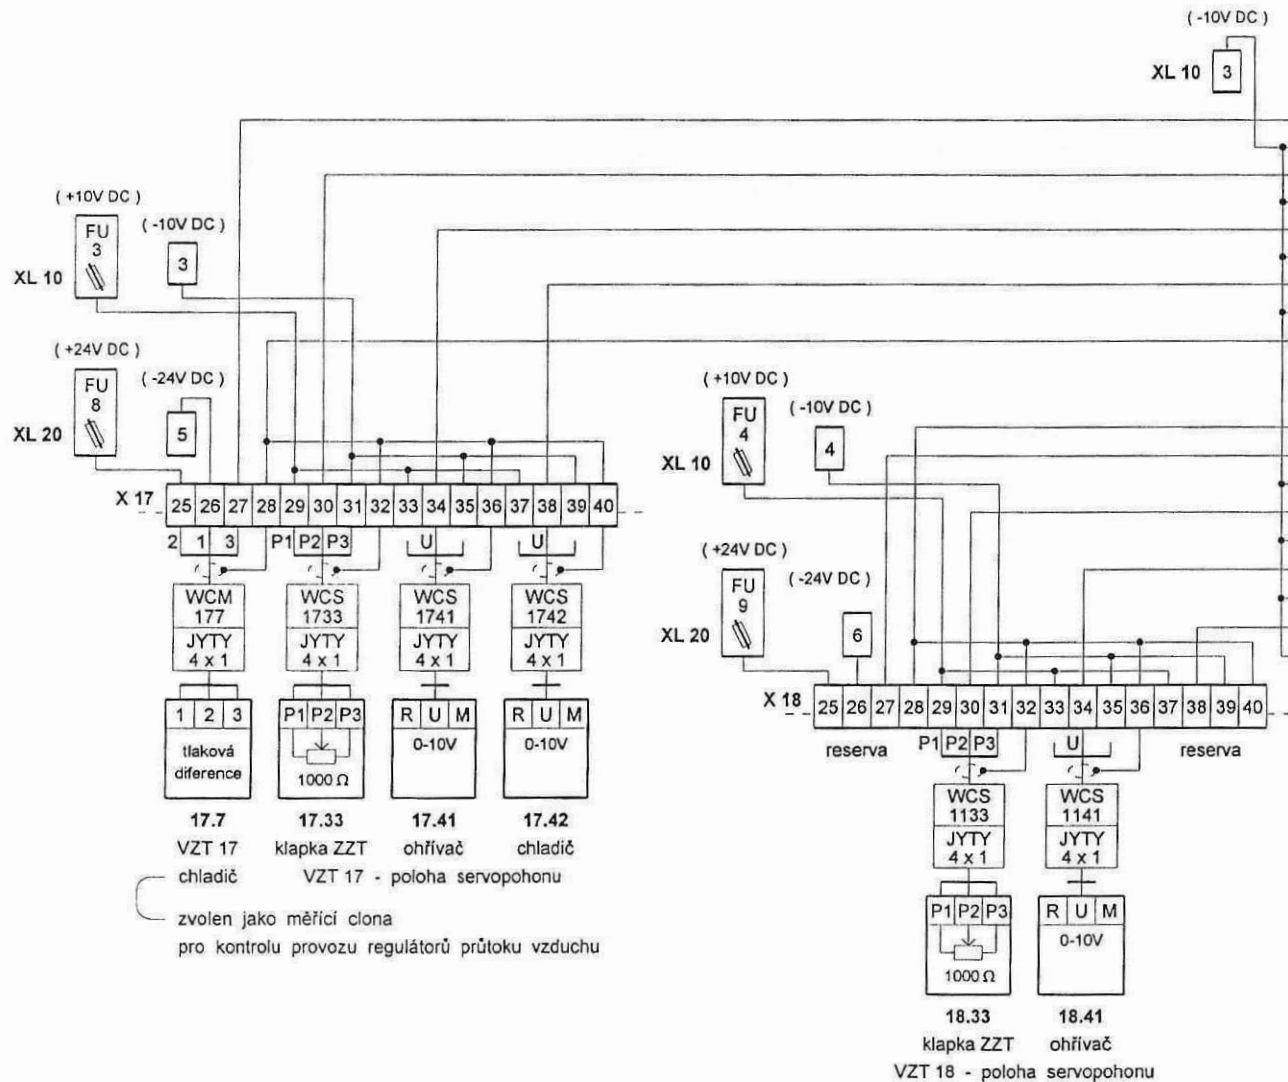 ( -10V DC )
XL 10 3
( +10V DC )
( -10V DC )
FU
3
3
XL 10
( +24V DC )
( -24V DC )
FU
8
5
XL 20
( +10V DC )
( -10V DC )
FU
4
4
XL 10
X 17 25 26 27 28 29 30 31 32 33 34 35 36 37 38 39 40
2 1 3 P1 P2 P3 U U
( +24V DC )
( -24V DC )
FU
9
6
XL 20
WCM WCS WCS WCS
177 1733 1741 1742
JYTY JYTY JYTY JYTY
4 x 1 4 x 1 4 x 1 4 x 1
X 18 25 26 27 28 29 30 31 32 33 34 35 36 37 38 39 40
1 2 3 P1 P2 P3 R U M R U M
reserva P1 P2 P3 U reserva
tlaková 0-10V 0-10V
diference 1000 Ω
WCS WCS
1133 1141
17.7 17.33 17.41 17.42
JYTY JYTY
4 x 1 4 x 1
VZT 17 klapka ZZT ohřívač chladič
chladič VZT 17 - poloha servopohonu
zvolen jako měřící clona
P1 P2 P3 R U M
pro kontrolu provozu regulátorů průtoku vzduchu
0-10V
1000 Ω
18.33 18.41
klapka ZZT ohřívač
VZT 18 - poloha servopohonu